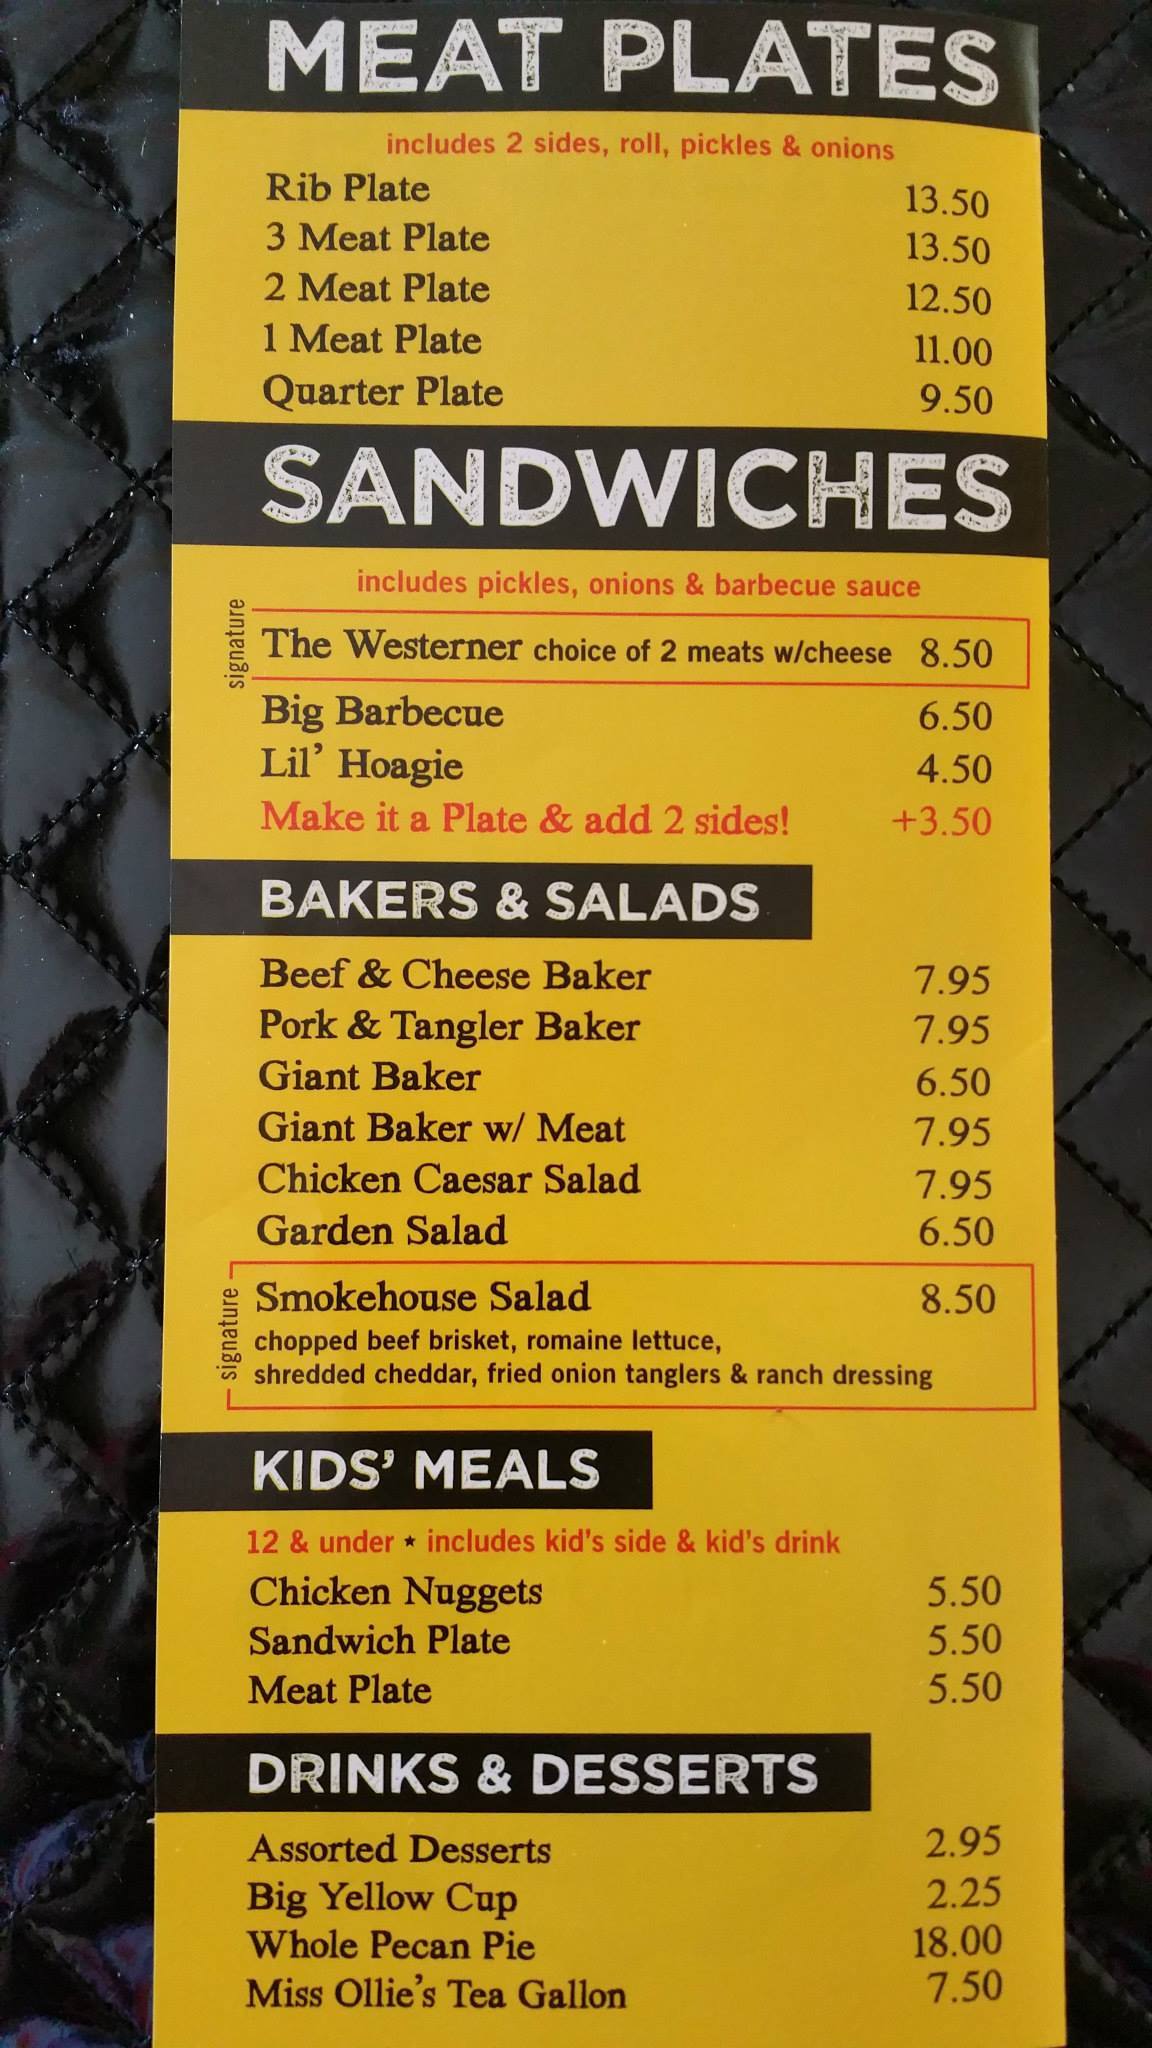 MEAT PLATES
includes 2 sides, roll, pickles & onions
Rib Plate 13.50
3 Meat Plate 13.50
2 Meat Plate 12.50
1 Meat Plate 11.00
Quarter Plate 9.50
SANDWICHES
includes pickles, onions & barbecue sauce
signature
The Westerner choice of 2 meats w/cheese 8.50
Big Barbecue 6.50
Lil’ Hoagie 4.50
Make it a Plate & add 2 sides! +3.50
BAKERS & SALADS
Beef & Cheese Baker 7.95
Pork & Tangler Baker 7.95
Giant Baker 6.50
Giant Baker w/ Meat 7.95
Chicken Caesar Salad 7.95
Garden Salad 6.50
signature
Smokehouse Salad 8.50
chopped beef brisket, romaine lettuce,
shredded cheddar, fried onion tanglers & ranch dressing
KIDS’ MEALS
12 & under ★ includes kid's side & kid's drink
Chicken Nuggets 5.50
Sandwich Plate 5.50
Meat Plate 5.50
DRINKS & DESSERTS
Assorted Desserts 2.95
Big Yellow Cup 2.25
Whole Pecan Pie 18.00
Miss Ollie’s Tea Gallon 7.50